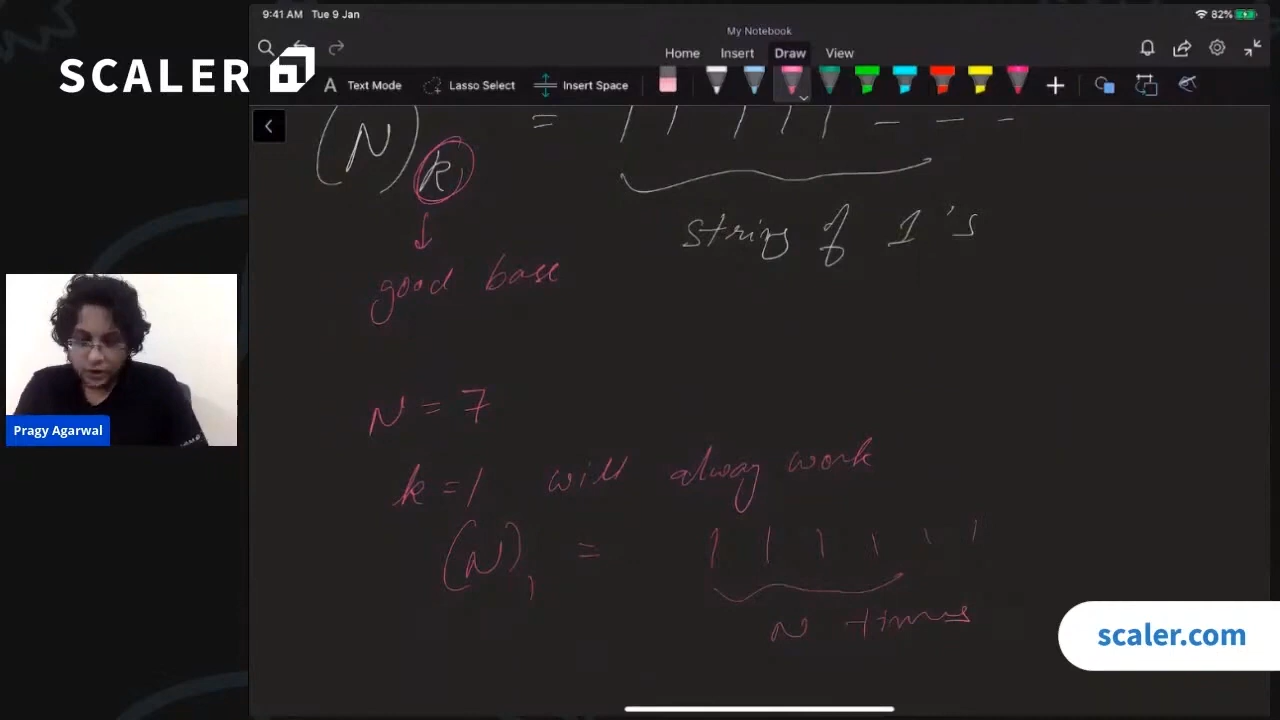 9:41 AM Tue 9 Jan
82%
My Notebook
SCALER
Home Insert Draw View
A Text Mode Lasso Select Insert Space
(N)k = 1 1 1 1 1 - - -
string of 1's
good base
N = 7
k = 1 will alway work
(N)1 = 1 1 1 1 1 1
N times
Pragy Agarwal
scaler.com